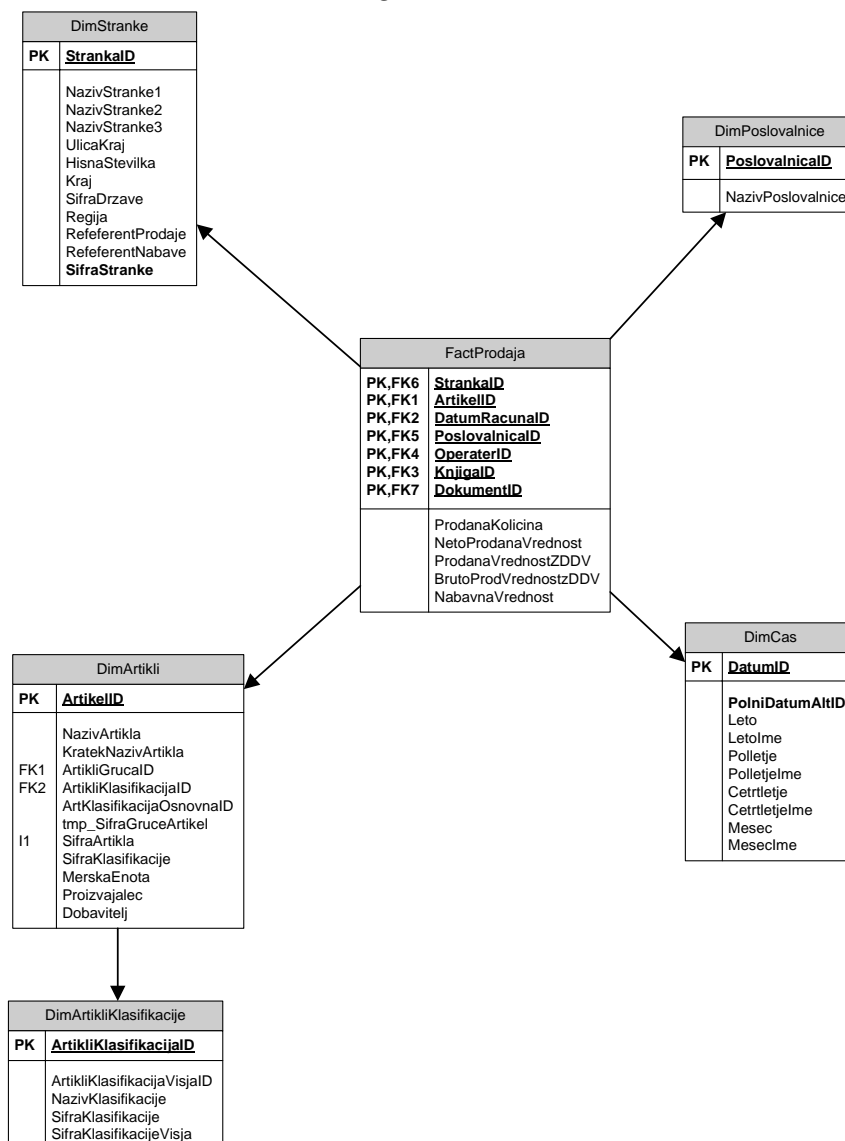 DimStranke
PK StrankaID
NazivStranke1
NazivStranke2
NazivStranke3
UlicaKraj
HisnaStevilka
Kraj
SifraDrzave
Regija
RefeferentProdaje
RefeferentNabave
SifraStranke
DimPoslovalnice
PK PoslovalnicaID
NazivPoslovalnice
FactProdaja
PK,FK6 StrankaID
PK,FK1 ArtikelID
PK,FK2 DatumRacunaID
PK,FK5 PoslovalnicaID
PK,FK4 OperaterID
PK,FK3 KnjigaID
PK,FK7 DokumentID
ProdanaKolicina
NetoProdanaVrednost
ProdanaVrednostZDDV
BrutoProdVrednostzDDV
NabavnaVrednost
DimArtikli
PK ArtikelID
NazivArtikla
KratekNazivArtikla
FK1 ArtikliGrucaID
FK2 ArtikliKlasifikacijaID
ArtKlasifikacijaOsnovnaID
tmp_SifraGruceArtikel
I1 SifraArtikla
SifraKlasifikacije
MerskaEnota
Proizvajalec
Dobavitelj
DimCas
PK DatumID
PolniDatumAltID
Leto
LetoIme
Polletje
PolletjeIme
Cetrtletje
CetrtletjeIme
Mesec
MesecIme
DimArtikliKlasifikacije
PK ArtikliKlasifikacijaID
ArtikliKlasifikacijaVisjaID
NazivKlasifikacije
SifraKlasifikacije
SifraKlasifikacijeVisja